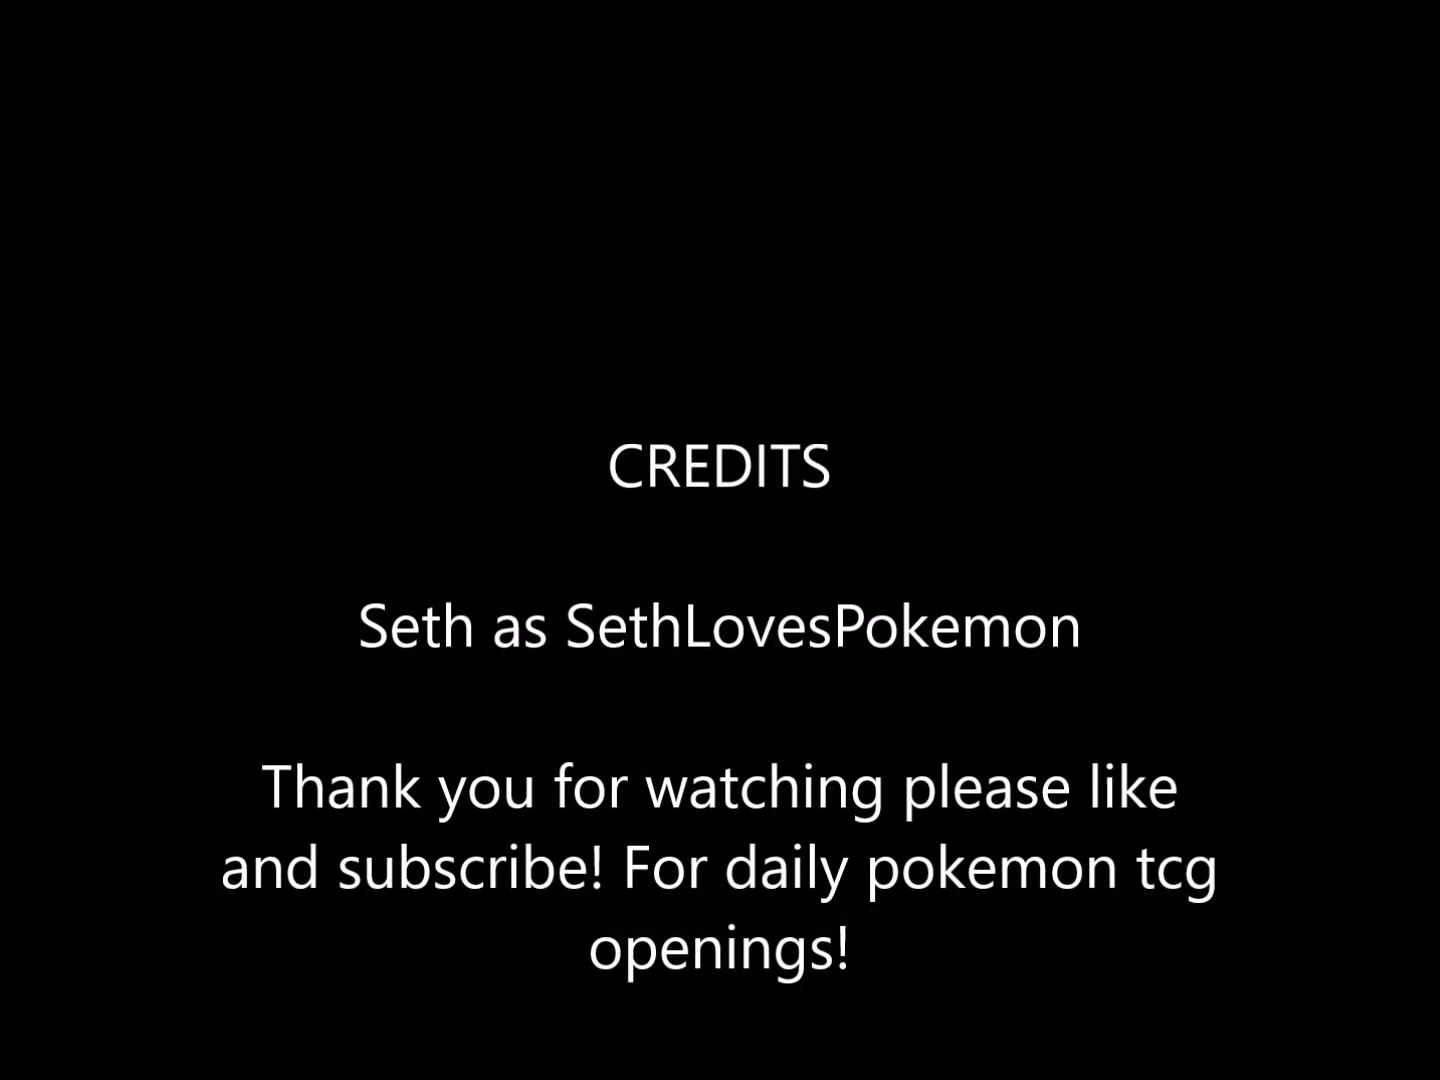 CREDITS
Seth as SethLovesPokemon
Thank you for watching please like
and subscribe! For daily pokemon tcg
openings!